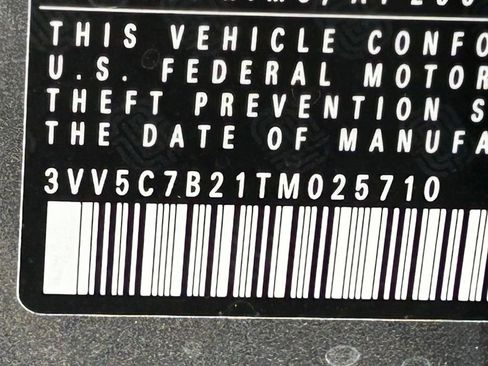 THIS VEHICLE CONFO
U.S. FEDERAL MOTOR
THEFT PREVENTION S
THE DATE OF MANUFA
3VV5C7B21TM025710